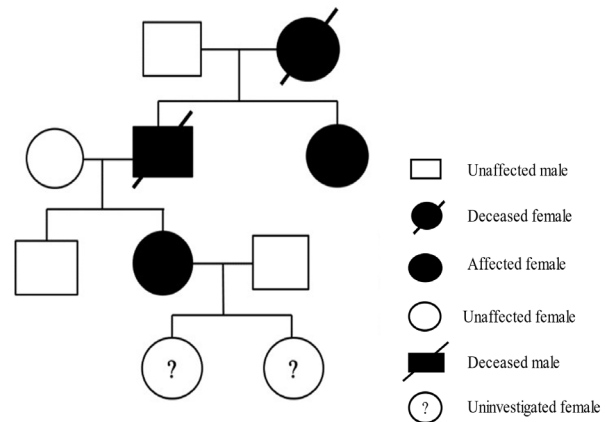 Unaffected male
Deceased female
Affected female
Unaffected female
Deceased male
? ? ? Uninvestigated female